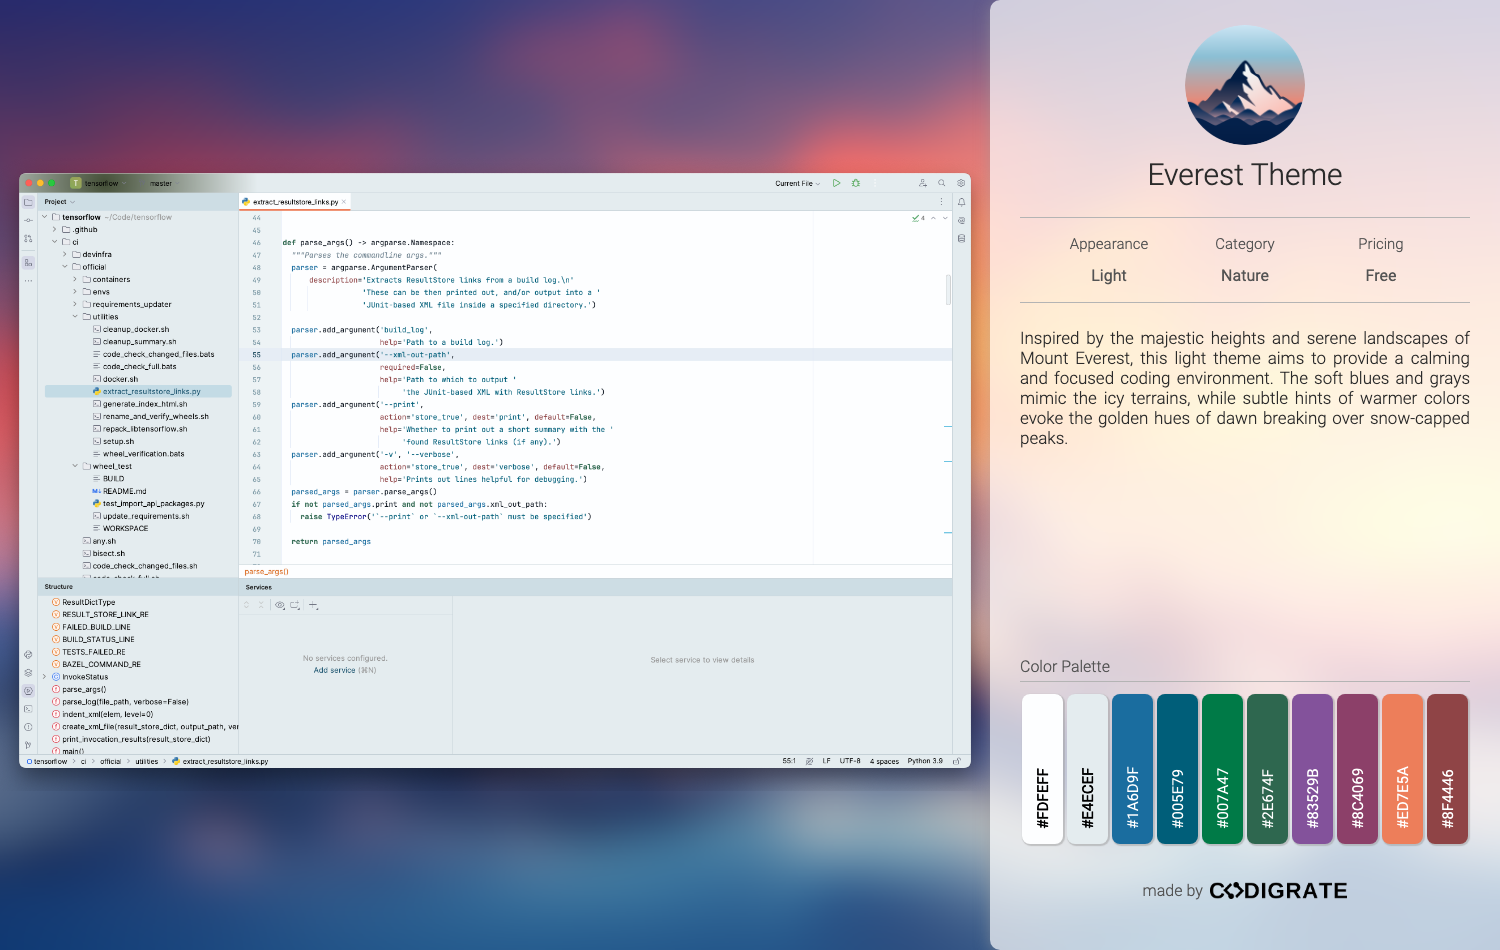 T tensorflow master
Current File
Project
tensorflow ~/Code/tensorflow
.github
ci
devinfra
official
containers
envs
requirements_updater
utilities
cleanup_docker.sh
cleanup_summary.sh
code_check_changed_files.bats
code_check_full.bats
docker.sh
extract_resultstore_links.py
generate_index_html.sh
rename_and_verify_wheels.sh
repack_libtensorflow.sh
setup.sh
wheel_verification.bats
wheel_test
BUILD
README.md
test_import_api_packages.py
update_requirements.sh
WORKSPACE
any.sh
bisect.sh
code_check_changed_files.sh
code_check_full.sh
extract_resultstore_links.py
4
44
45
46 def parse_args() -> argparse.Namespace:
47 """Parses the commandline args."""
48 parser = argparse.ArgumentParser(
49 description='Extracts ResultStore links from a build log.\n'
50 'These can be then printed out, and/or output into a '
51 'JUnit-based XML file inside a specified directory.')
52
53 parser.add_argument('build_log',
54 help='Path to a build log.')
55 parser.add_argument('--xml-out-path',
56 required=False,
57 help='Path to which to output '
58 'the JUnit-based XML with ResultStore links.')
59 parser.add_argument('--print',
60 action='store_true', dest='print', default=False,
61 help='Whether to print out a short summary with the '
62 'found ResultStore links (if any).')
63 parser.add_argument('-v', '--verbose',
64 action='store_true', dest='verbose', default=False,
65 help='Prints out lines helpful for debugging.')
66 parsed_args = parser.parse_args()
67 if not parsed_args.print and not parsed_args.xml_out_path:
68 raise TypeError('`--print` or `--xml-out-path` must be specified')
69
70 return parsed_args
71
parse_args()
Structure
ResultDictType
RESULT_STORE_LINK_RE
FAILED_BUILD_LINE
BUILD_STATUS_LINE
TESTS_FAILED_RE
BAZEL_COMMAND_RE
InvokeStatus
parse_args()
parse_log(file_path, verbose=False)
indent_xml(elem, level=0)
create_xml_file(result_store_dict, output_path, ver
print_invocation_results(result_store_dict)
main()
Services
No services configured.
Add service (⌘N)
Select service to view details
tensorflow > ci > official > utilities > extract_resultstore_links.py
55:1 LF UTF-8 4 spaces Python 3.9
Everest Theme
Appearance Category Pricing
Light Nature Free
Inspired by the majestic heights and serene landscapes of
Mount Everest, this light theme aims to provide a calming
and focused coding environment. The soft blues and grays
mimic the icy terrains, while subtle hints of warmer colors
evoke the golden hues of dawn breaking over snow-capped
peaks.
Color Palette
#FDFEFF
#E4ECEF
#1A6D9F
#005E79
#007A47
#2E674F
#83529B
#8C4069
#ED7E5A
#8F4446
made by CODIGRATE